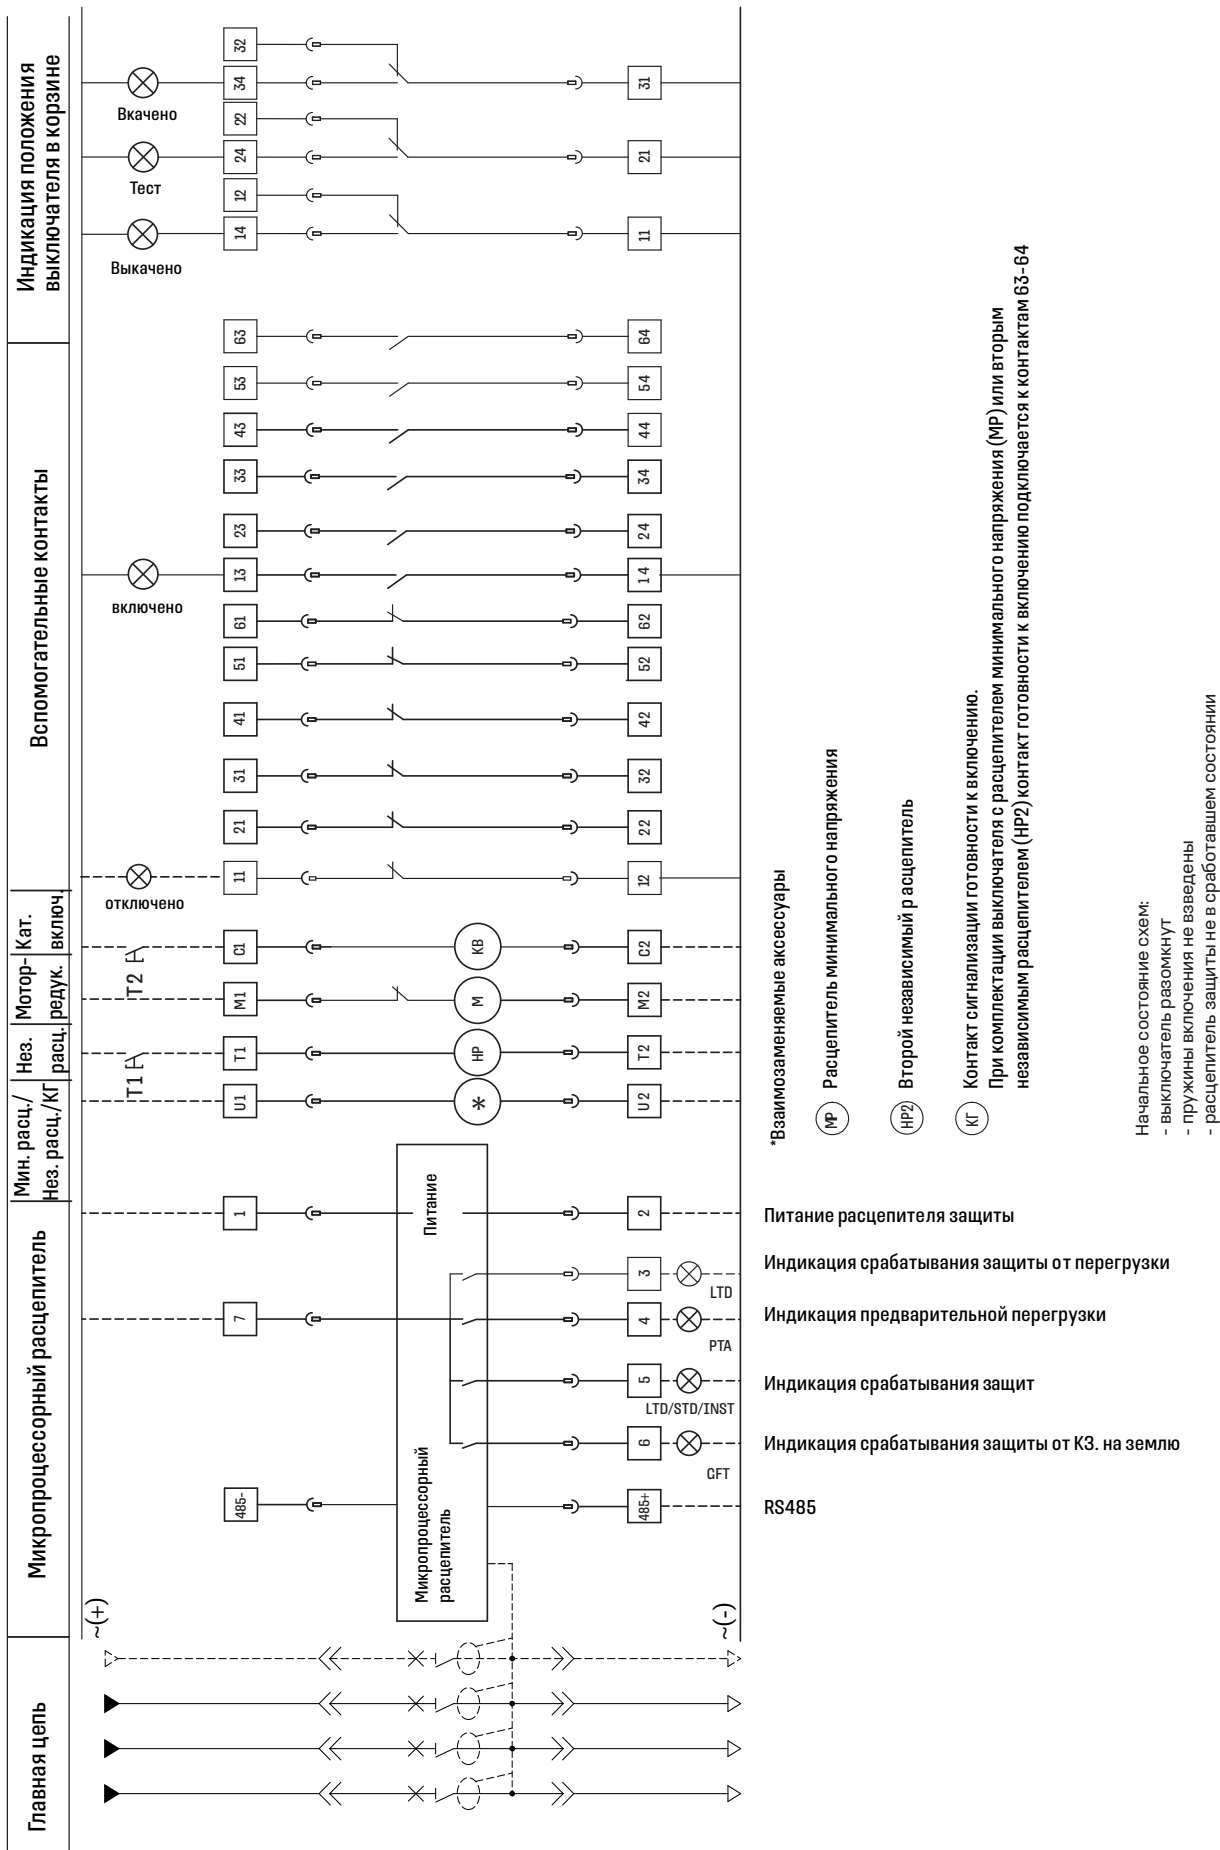 Индикация положения
выключателя в корзине
Вспомогательные контакты
Кат.
включ.
Мотор-
редук.
Нез.
расц.
Мин. расц./
Нез. расц./КГ
Микропроцессорный расцепитель
Главная цепь
32
34
31
Вкачено
22
24
21
Тест
12
14
11
Выкачено
63
64
53
54
43
44
33
34
23
24
13
14
включено
61
62
51
52
41
42
31
32
21
22
11
12
отключено
T2
C1
КВ
C2
M1
М
M2
T1
T1
НР
T2
U1
*
U2
1
Питание
2
Питание расцепителя защиты
3
LTD
Индикация срабатывания защиты от перегрузки
7
4
PTA
Индикация предварительной перегрузки
5
LTD/STD/INST
Индикация срабатывания защит
6
GFT
Индикация срабатывания защиты от КЗ. на землю
485-
Микропроцессорный
расцепитель
485+
RS485
~(+)
~(-)
*Взаимозаменяемые аксессуары
МР
Расцепитель минимального напряжения
НР2
Второй независимый р асцепитель
КГ
Контакт сигнализации готовности к включению.
При комплектации выключателя с расцепителем минимального напряжения (МР) или вторым
независимым расцепителем (НР2) контакт готовности к включению подключается к контактам 63-64
Начальное состояние схем:
- выключатель разомкнут
- пружины включения не взведены
- расцепитель защиты не в сработавшем состоянии